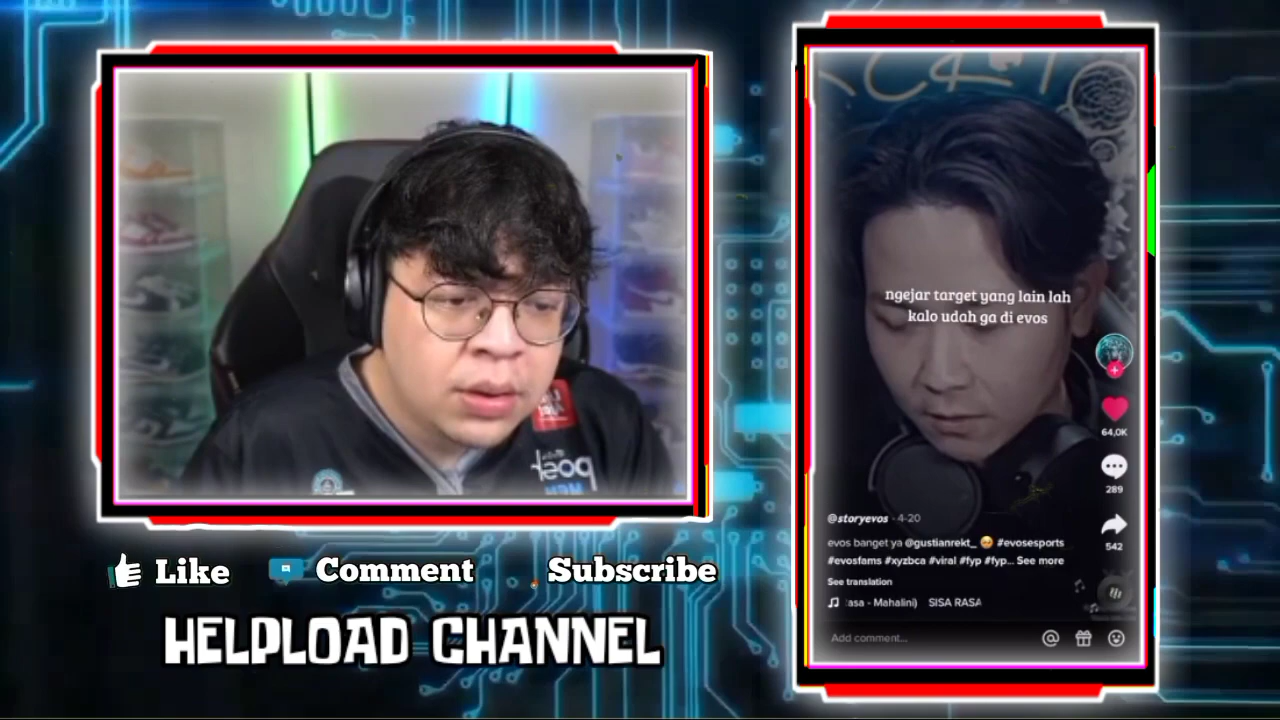 ngejar target yang lain lah
kalo udah ga di evos
64,0K
289
542
@storyevos · 4-20
evos banget ya @gustianrekt_ 🥺 #evosesports
#evosfams #xyzbca #viral #fyp #fyp... See more
See translation
asa - Mahalini) SISA RASA
Add comment...
Like Comment Subscribe
HELPLOAD CHANNEL